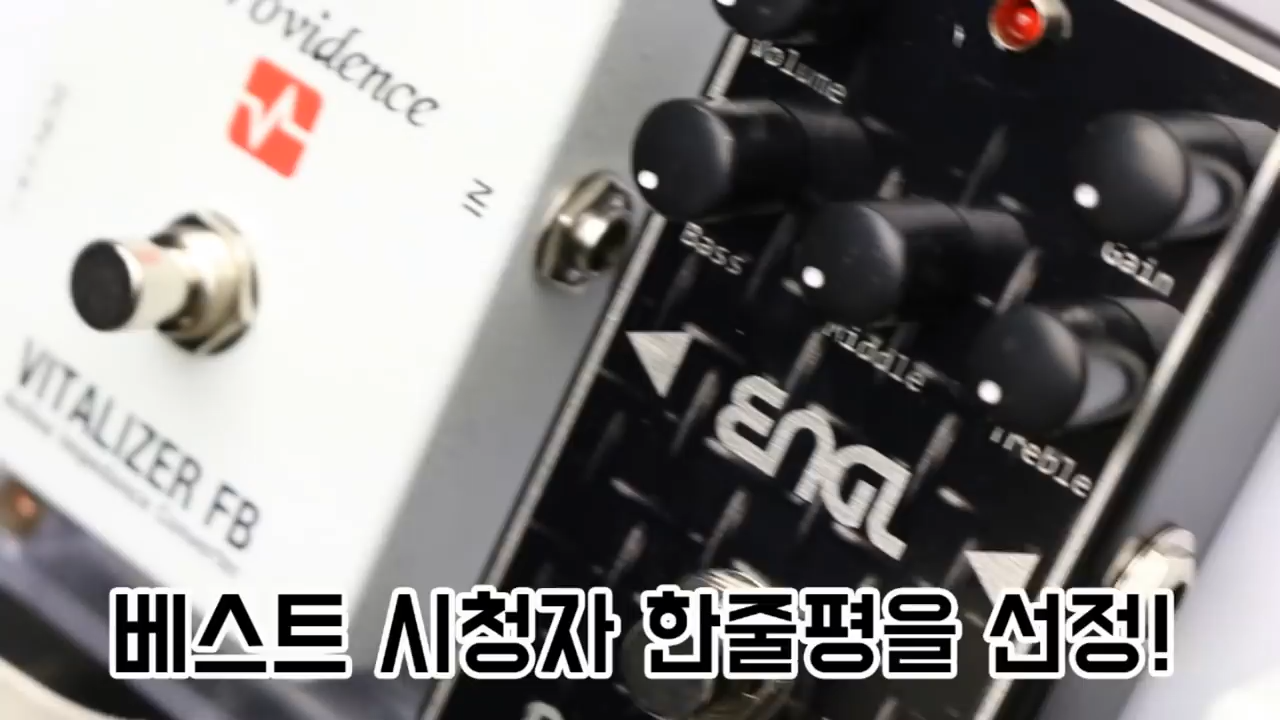 Providence
IN
VITALIZER FB
Volume
Bass
Middle
Gain
Treble
ENGL
베스트 시청자 한줄평을 선정!